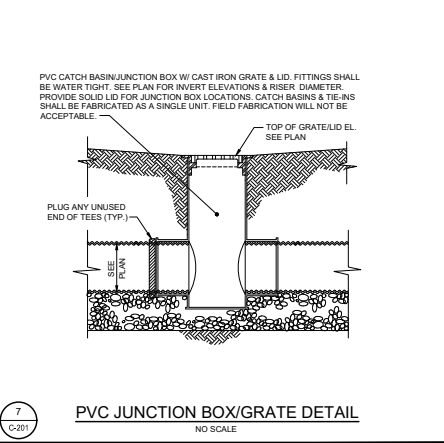 PVC CATCH BASIN/JUNCTION BOX W/ CAST IRON GRATE & LID. FITTINGS SHALL
BE WATER TIGHT. SEE PLAN FOR INVERT ELEVATIONS & RISER DIAMETER.
PROVIDE SOLID LID FOR JUNCTION BOX LOCATIONS. CATCH BASINS & TIE-INS
SHALL BE FABRICATED AS A SINGLE UNIT. FIELD FABRICATION WILL NOT BE
ACCEPTABLE.
TOP OF GRATE/LID EL.
SEE PLAN
PLUG ANY UNUSED
END OF TEES (TYP.)
SEE
PLAN
7
C-201
PVC JUNCTION BOX/GRATE DETAIL
NO SCALE